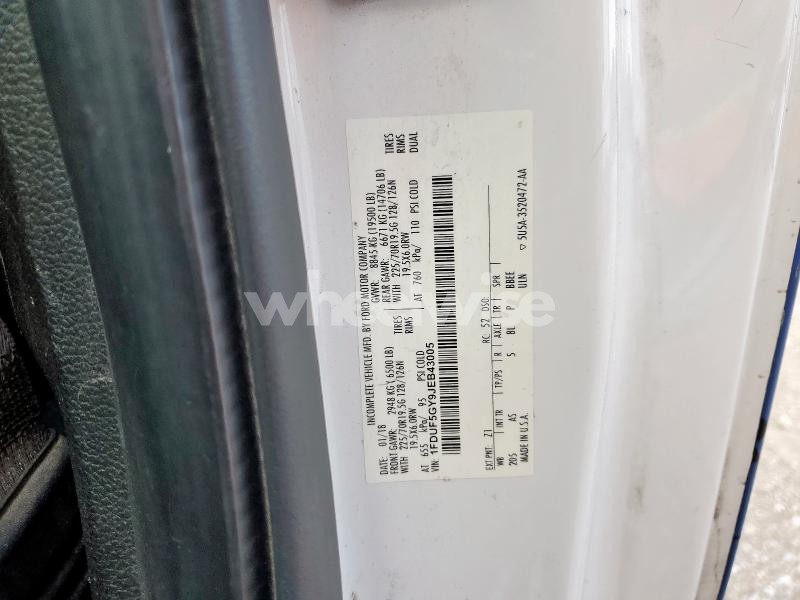 INCOMPLETE VEHICLE MFD. BY FORD MOTOR COMPANY
01/18 GVWR: 8845 KG (19500 LB)
FRONT GAWR: 2948 KG ( 6500 LB) REAR GAWR: 6671 KG (14706 LB)
WITH 225/70R19.5G 128/126N TIRES WITH 225/70R19.5G 128/126N TIRES
19.5X6.0RW RIMS 19.5X6.0RW RIMS
AT 655 kPa/ 95 PSI COLD AT 760 kPa/ 110 PSI COLD DUAL
VIN: 1FDUF5GY9JEB43005
EXT PNT: Z1 RC: 52 DSO:
WB INT TR TP/PS R AXLE TR SPR
205 AS 5 BL P BBEE
MADE IN U.S.A. ULN
▽ 5U5A-3520472-AA
wheelwise